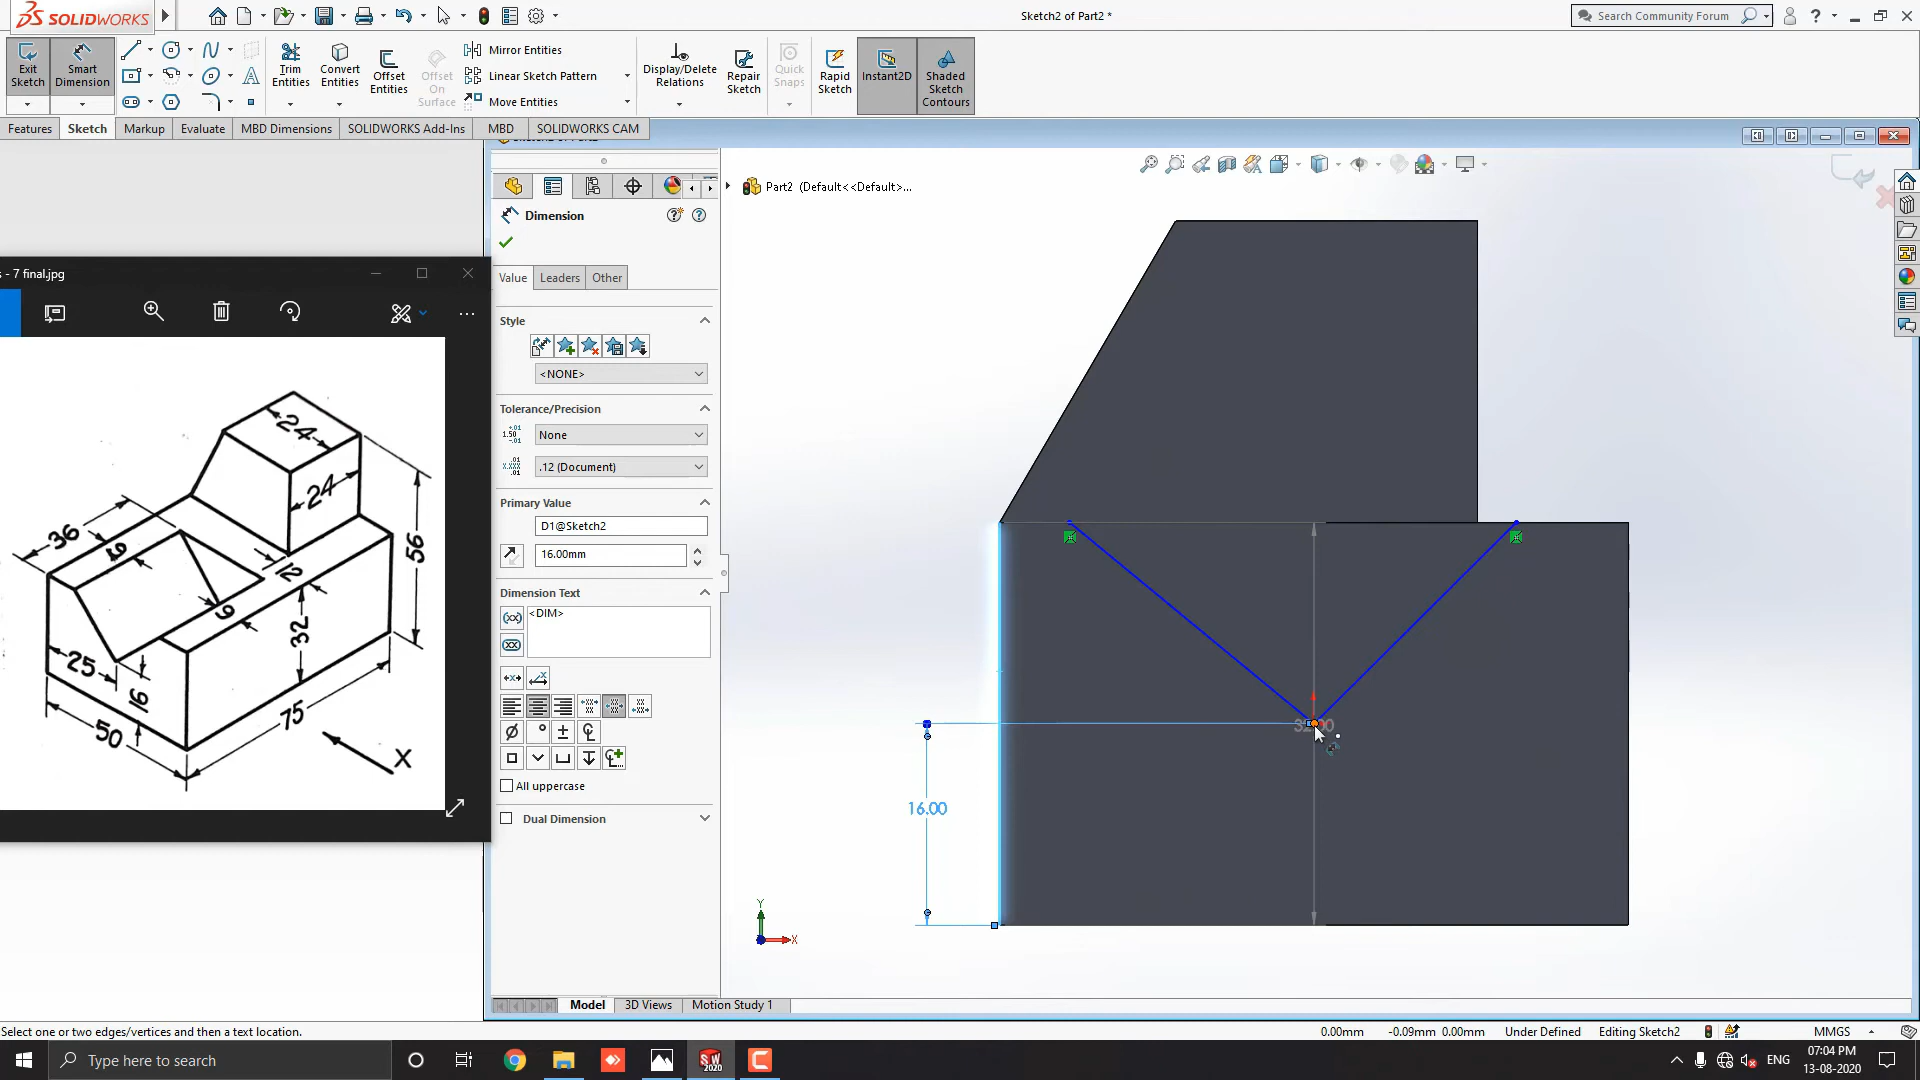 SOLIDWORKS
Sketch2 of Part2 *
Search Community Forum
Exit Sketch
Smart Dimension
Trim Entities
Convert Entities
Offset Entities
Offset On Surface
Mirror Entities
Linear Sketch Pattern
Move Entities
Display/Delete Relations
Repair Sketch
Quick Snaps
Rapid Sketch
Instant2D
Shaded Sketch Contours
Features
Sketch
Markup
Evaluate
MBD Dimensions
SOLIDWORKS Add-Ins
MBD
SOLIDWORKS CAM
Part2 (Default<<Default>...
Dimension
Value
Leaders
Other
Style
<NONE>
Tolerance/Precision
None
.12 (Document)
Primary Value
D1@Sketch2
16.00mm
Dimension Text
<DIM>
All uppercase
Dual Dimension
s - 7 final.jpg
24
24
36
9
12
56
9
32
25
16
50
75
X
16.00
Y
X
Model
3D Views
Motion Study 1
Select one or two edges/vertices and then a text location.
0.00mm
-0.09mm 0.00mm
Under Defined
Editing Sketch2
MMGS
Type here to search
ENG
07:04 PM
13-08-2020